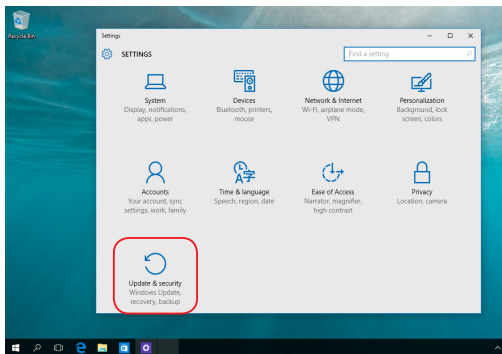 Recycle Bin
Settings
SETTINGS
Find a setting
System
Display, notifications,
apps, power
Devices
Bluetooth, printers,
mouse
Network & Internet
Wi-Fi, airplane mode,
VPN
Personalization
Background, lock
screen, colors
Accounts
Your account, sync
settings, work, family
Time & language
Speech, region, date
Ease of Access
Narrator, magnifier,
high contrast
Privacy
Location, camera
Update & security
Windows Update,
recovery, backup